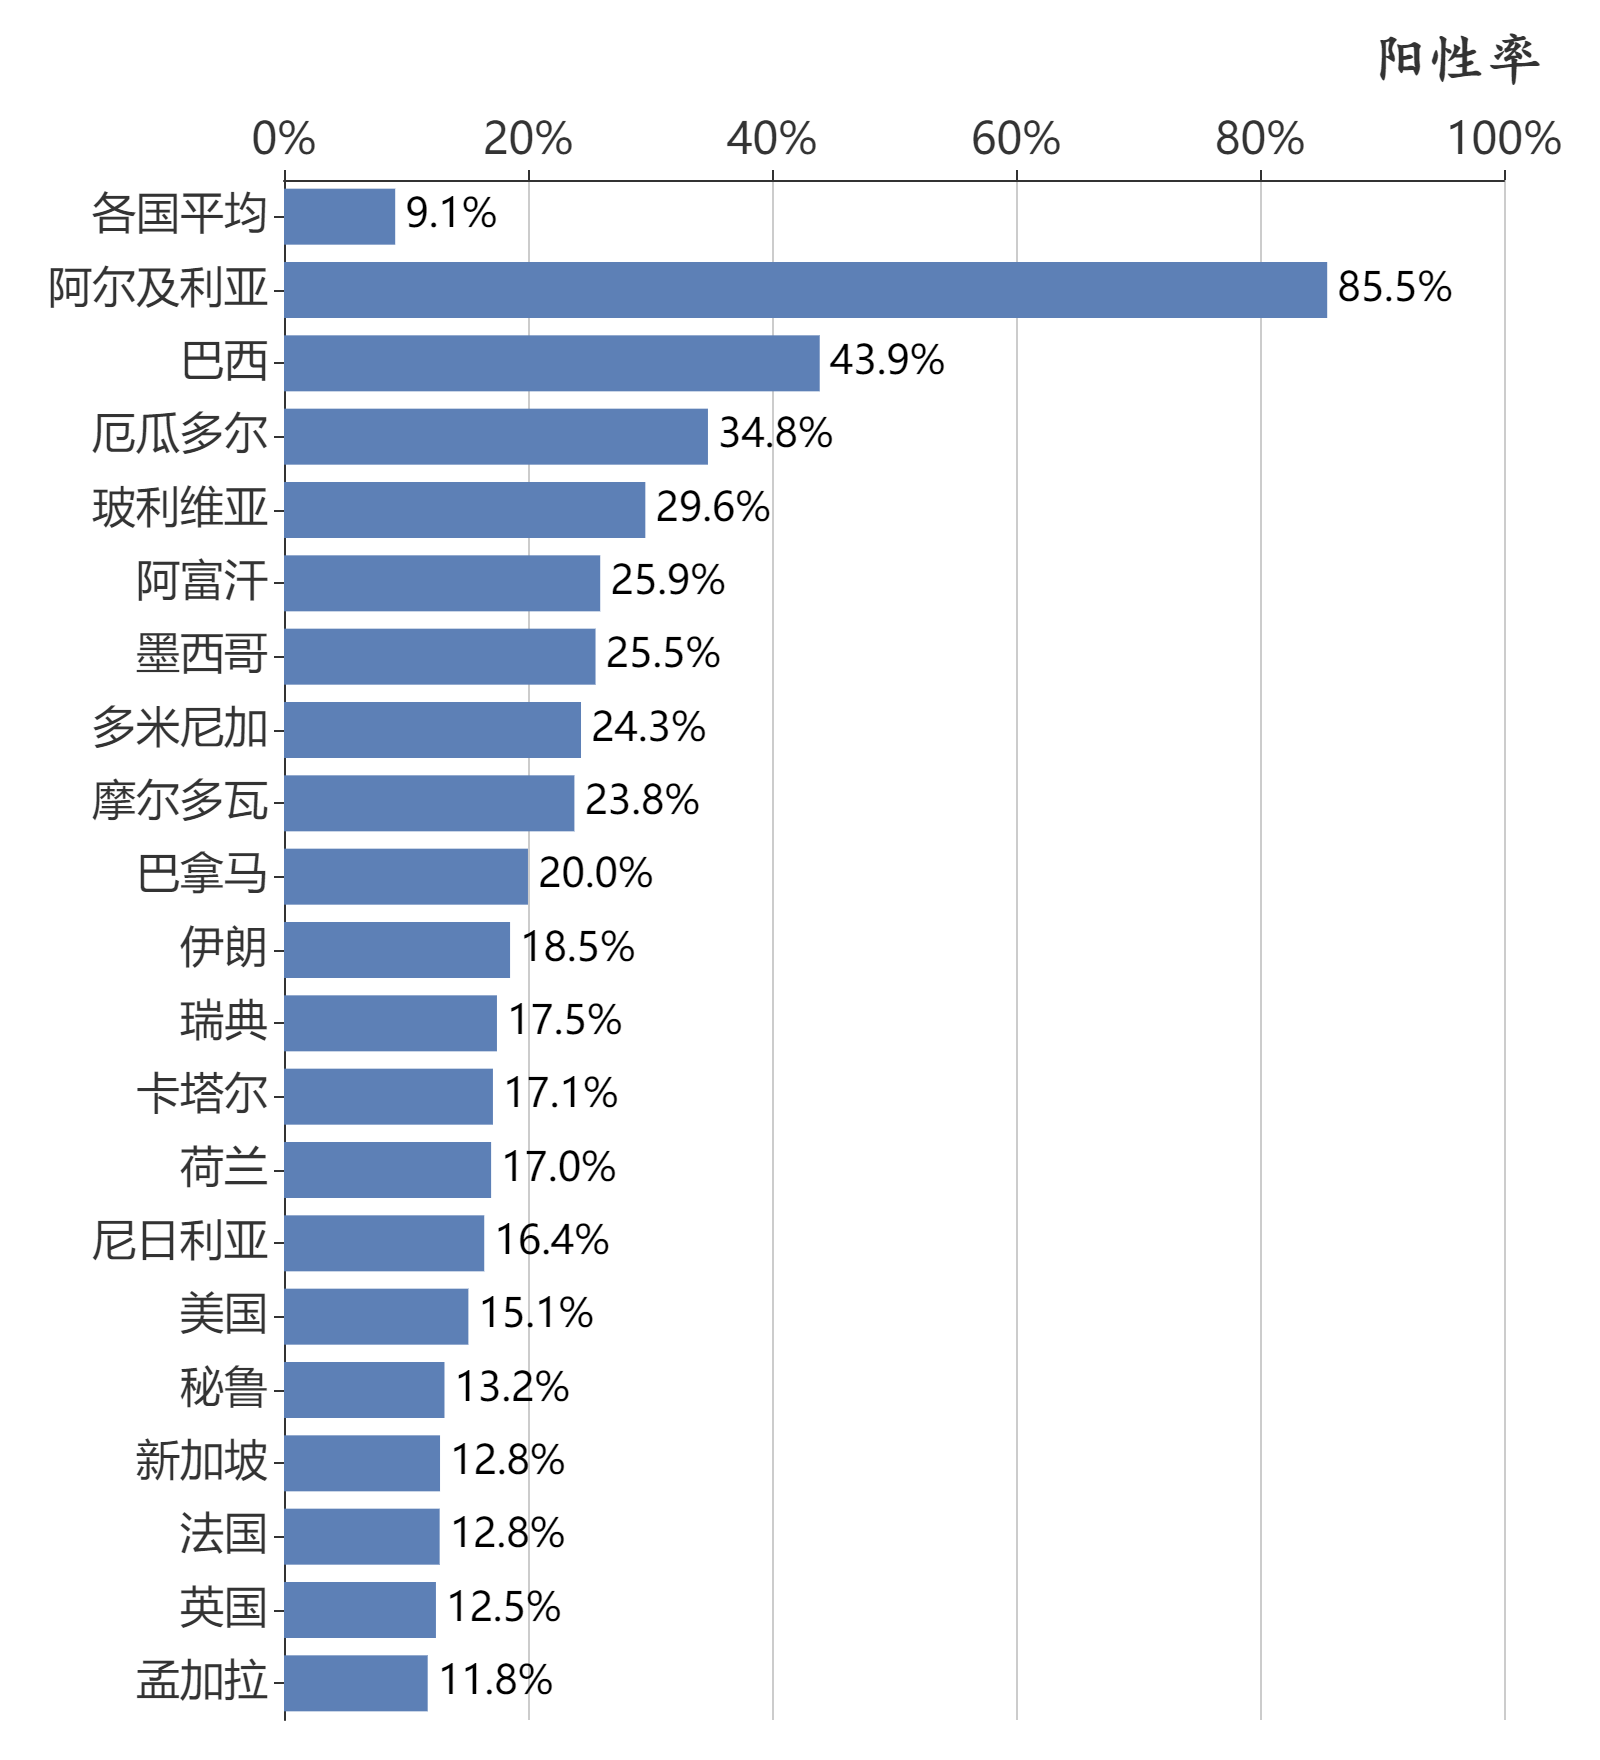 阳性率
0% 20% 40% 60% 80% 100%
各国平均 9.1%
阿尔及利亚 85.5%
巴西 43.9%
厄瓜多尔 34.8%
玻利维亚 29.6%
阿富汗 25.9%
墨西哥 25.5%
多米尼加 24.3%
摩尔多瓦 23.8%
巴拿马 20.0%
伊朗 18.5%
瑞典 17.5%
卡塔尔 17.1%
荷兰 17.0%
尼日利亚 16.4%
美国 15.1%
秘鲁 13.2%
新加坡 12.8%
法国 12.8%
英国 12.5%
孟加拉 11.8%